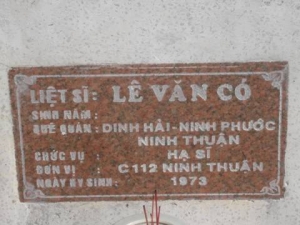 LIỆT SĨ: LÊ VĂN CÓ
SINH NĂM:
QUÊ QUÁN: DINH HẢI-NINH PHƯỚC
NINH THUẬN
CHỨC VỤ : HẠ SĨ
ĐƠN VỊ : C112 NINH THUẬN
NGÀY HY SINH: 1973